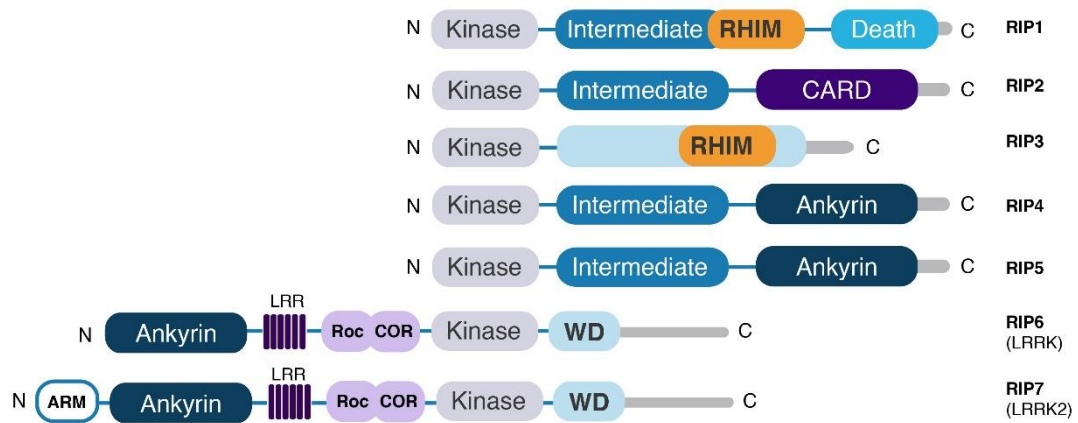 N Kinase Intermediate RHIM Death C RIP1
N Kinase Intermediate CARD C RIP2
N Kinase RHIM C RIP3
N Kinase Intermediate Ankyrin C RIP4
N Kinase Intermediate Ankyrin C RIP5
LRR
N Ankyrin Roc COR Kinase WD C RIP6
(LRRK)
LRR
N ARM Ankyrin Roc COR Kinase WD C RIP7
(LRRK2)